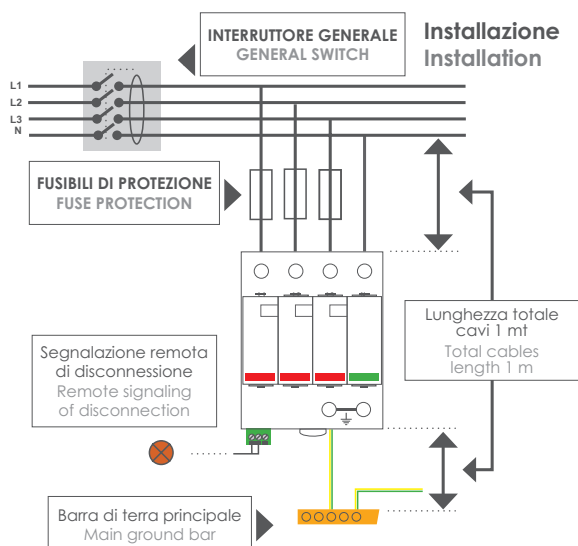 INTERRUTTORE GENERALE
GENERAL SWITCH
Installazione
Installation
L1
L2
L3
N
FUSIBILI DI PROTEZIONE
FUSE PROTECTION
Lunghezza totale
cavi 1 mt
Total cables
length 1 m
Segnalazione remota
di disconnessione
Remote signaling
of disconnection
Barra di terra principale
Main ground bar